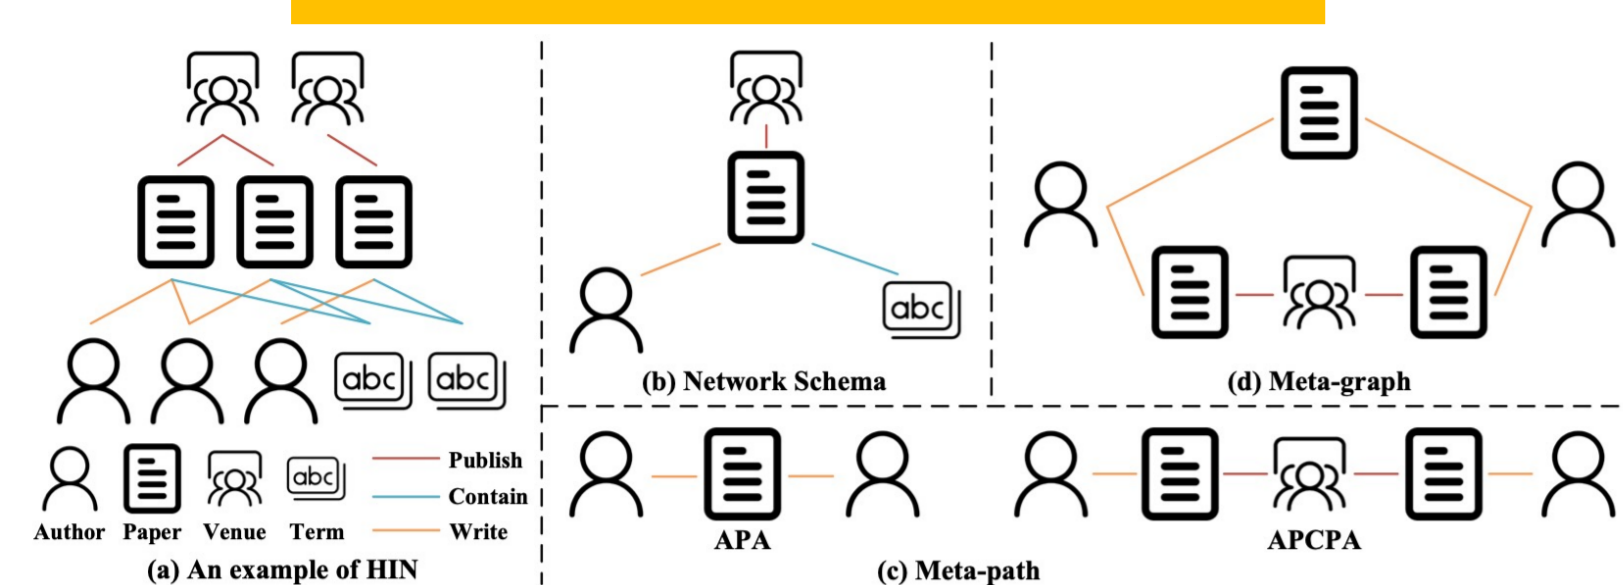 abc abc
Author Paper Venue Term
abc
Publish
Contain
Write
(a) An example of HIN
abc
(b) Network Schema
(d) Meta-graph
APA
APCPA
(c) Meta-path